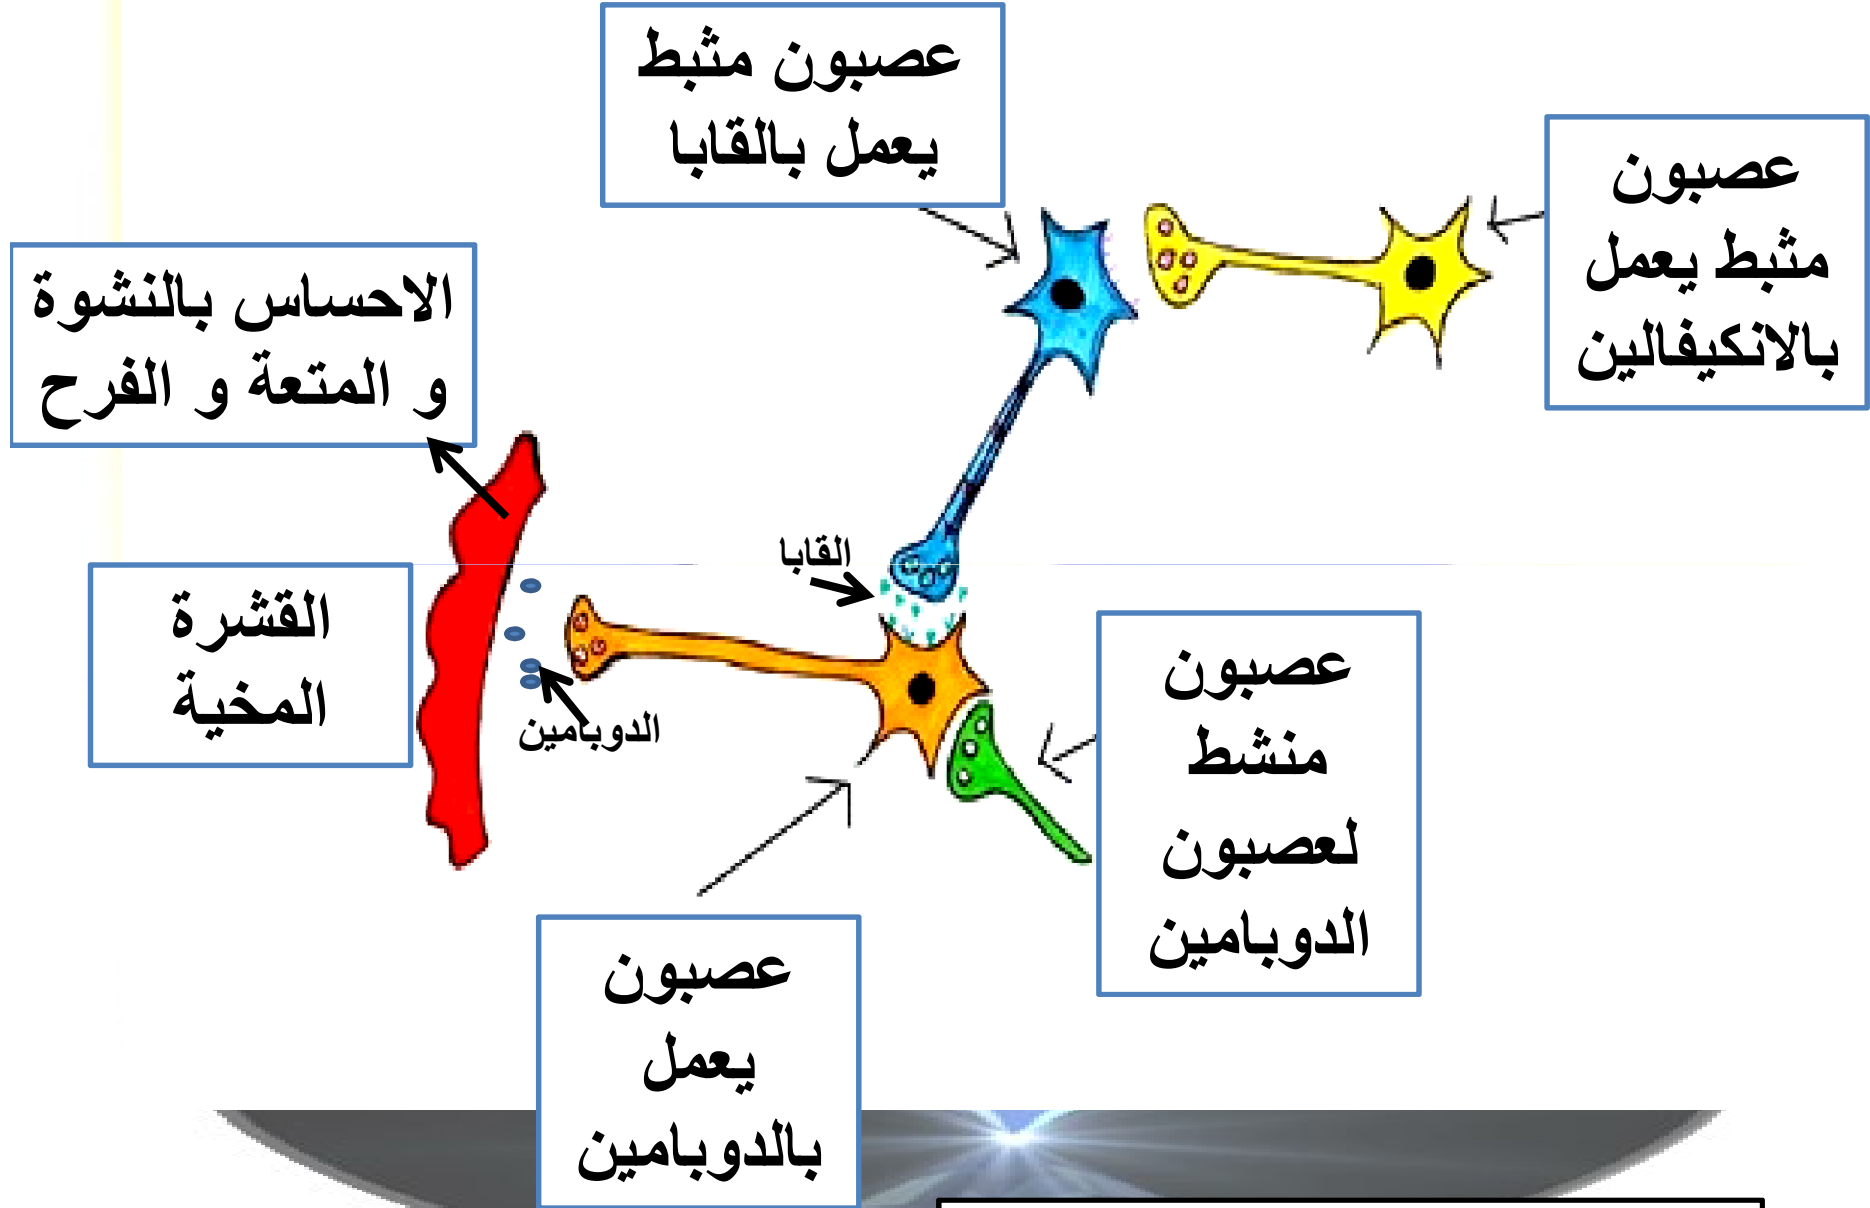 عصبون مثبط
يعمل بالقابا
عصبون
مثبط يعمل
بالانكيفالين
الاحساس بالنشوة
و المتعة و الفرح
القابا
القشرة
المخية
الدوبامين
عصبون
منشط
لعصبون
الدوبامين
عصبون
يعمل
بالدوبامين